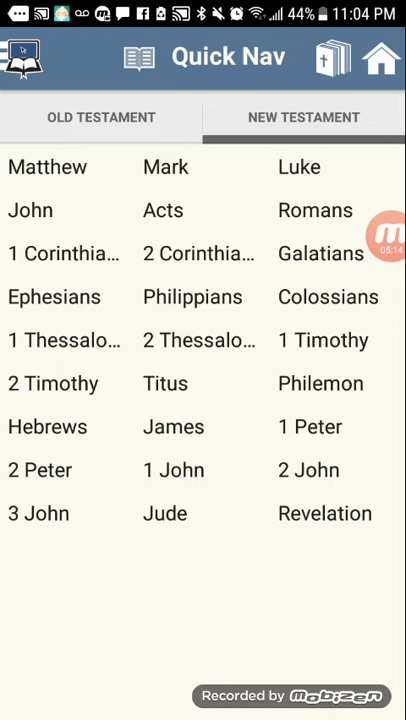 44% 11:04 PM
Quick Nav
OLD TESTAMENT NEW TESTAMENT
Matthew Mark Luke
John Acts Romans
1 Corinthia... 2 Corinthia... Galatians
05:14
Ephesians Philippians Colossians
1 Thessalo... 2 Thessalo... 1 Timothy
2 Timothy Titus Philemon
Hebrews James 1 Peter
2 Peter 1 John 2 John
3 John Jude Revelation
Recorded by mobizen